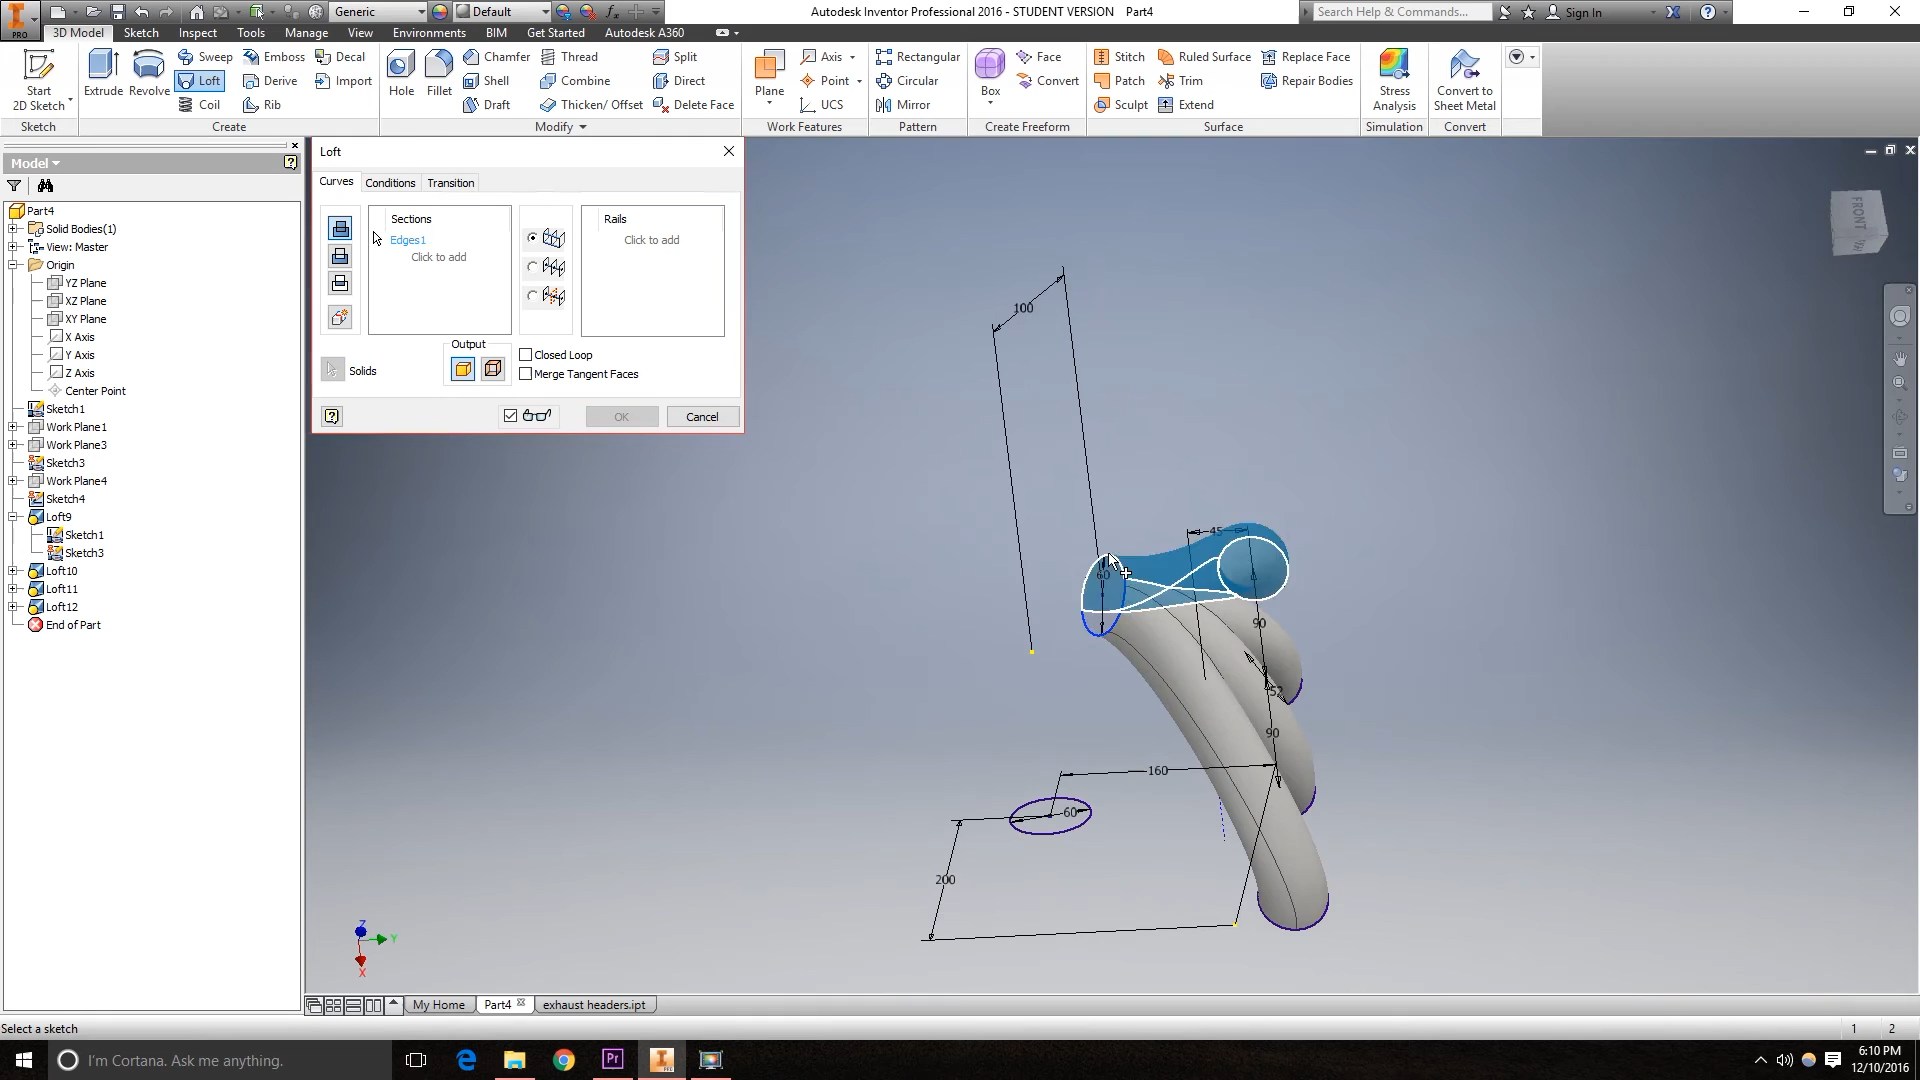 PRO
Generic
Default
Autodesk Inventor Professional 2016 - STUDENT VERSION Part4
Search Help & Commands...
Sign In
3D Model Sketch Inspect Tools Manage View Environments BIM Get Started Autodesk A360
Start
2D Sketch
Extrude
Revolve
Sweep
Loft
Coil
Emboss
Derive
Rib
Decal
Import
Hole
Fillet
Chamfer
Shell
Draft
Thread
Combine
Thicken/ Offset
Split
Direct
Delete Face
Plane
Axis
Point
UCS
Rectangular
Circular
Mirror
Box
Face
Convert
Stitch
Patch
Sculpt
Ruled Surface
Trim
Extend
Replace Face
Repair Bodies
Stress
Analysis
Convert to
Sheet Metal
Sketch Create Modify Work Features Pattern Create Freeform Surface Simulation Convert
Model
Part4
Solid Bodies(1)
View: Master
Origin
YZ Plane
XZ Plane
XY Plane
X Axis
Y Axis
Z Axis
Center Point
Sketch1
Work Plane1
Work Plane3
Sketch3
Work Plane4
Sketch4
Loft9
Sketch1
Sketch3
Loft10
Loft11
Loft12
End of Part
Loft
Curves Conditions Transition
Sections
Edges1
Click to add
Rails
Click to add
Solids
Output
Closed Loop
Merge Tangent Faces
OK
Cancel
FRONT
100
45
60
90
52
90
160
60
200
Z
Y
X
My Home
Part4
exhaust headers.ipt
Select a sketch
1 2
I'm Cortana. Ask me anything.
Pr
PRO
6:10 PM
12/10/2016